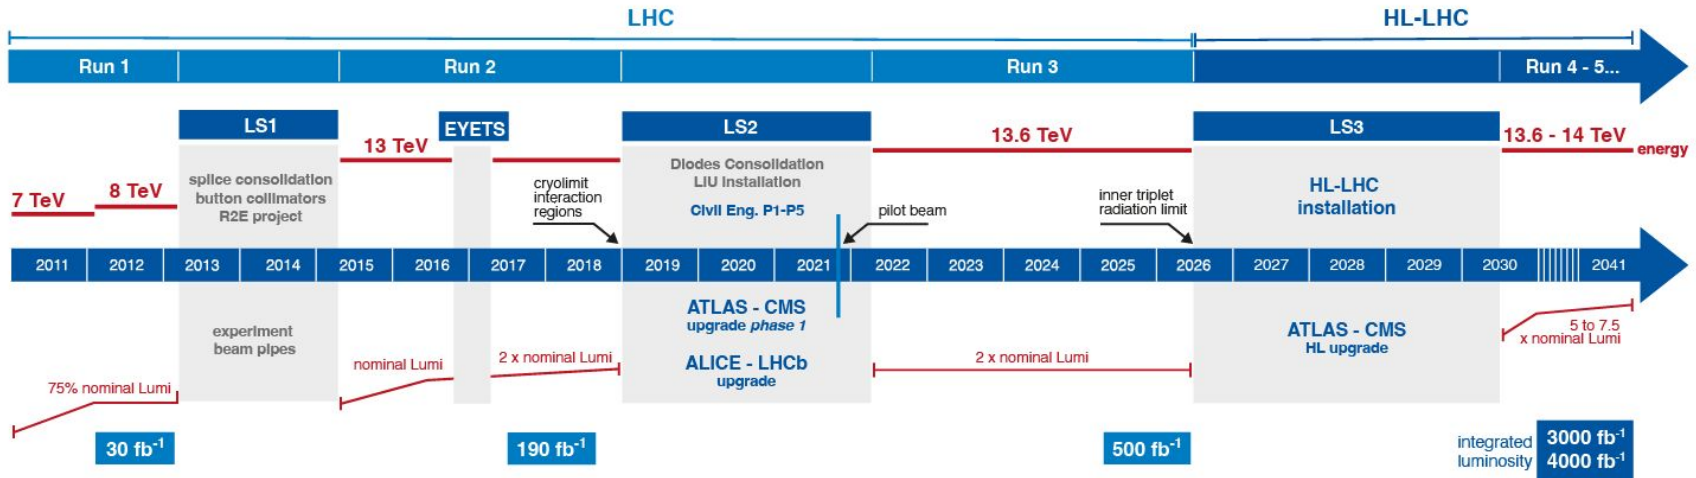 LHC
HL-LHC
Run 1
Run 2
Run 3
Run 4 - 5...
LS1
EYETS
LS2
LS3
13 TeV
13.6 TeV
13.6 - 14 TeV
energy
7 TeV
8 TeV
splice consolidation
button collimators
R2E project
cryolimit
interaction
regions
Diodes Consolidation
LIU Installation
Civil Eng. P1-P5
pilot beam
inner triplet
radiation limit
HL-LHC
installation
2011
2012
2013
2014
2015
2016
2017
2018
2019
2020
2021
2022
2023
2024
2025
2026
2027
2028
2029
2030
2041
experiment
beam pipes
ATLAS - CMS
upgrade phase 1
ALICE - LHCb
upgrade
ATLAS - CMS
HL upgrade
5 to 7.5
x nominal Lumi
75% nominal Lumi
nominal Lumi
2 x nominal Lumi
2 x nominal Lumi
30 fb⁻¹
190 fb⁻¹
500 fb⁻¹
integrated
luminosity
3000 fb⁻¹
4000 fb⁻¹